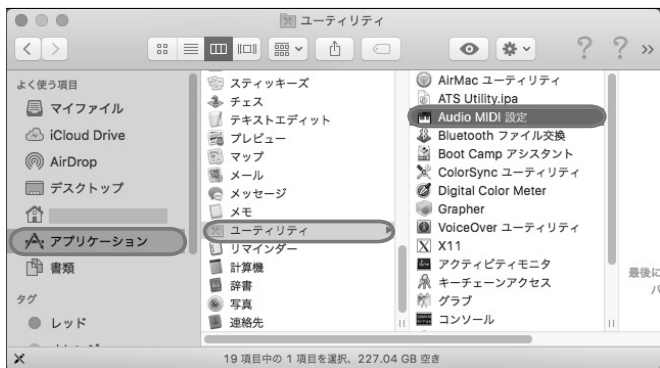 ユーティリティ
よく使う項目
マイファイル
iCloud Drive
AirDrop
デスクトップ
アプリケーション
書類
タグ
レッド
スティッキーズ
チェス
テキストエディット
プレビュー
マップ
メール
メッセージ
メモ
ユーティリティ
リマインダー
計算機
辞書
写真
連絡先
AirMac ユーティリティ
ATS Utility.ipa
Audio MIDI 設定
Bluetooth ファイル交換
Boot Camp アシスタント
ColorSync ユーティリティ
Digital Color Meter
Grapher
VoiceOver ユーティリティ
X11
アクティビティモニタ
キーチェーンアクセス
グラブ
コンソール
最後に
バ
19 項目中の 1 項目を選択、227.04 GB 空き